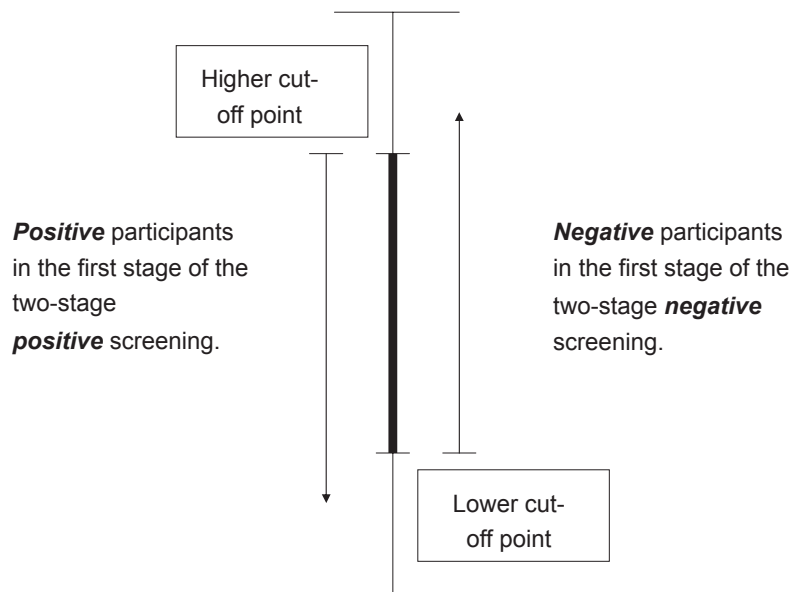 Higher cut-
off point
Positive participants
in the first stage of the
two-stage
positive screening.
Negative participants
in the first stage of the
two-stage negative
screening.
Lower cut-
off point